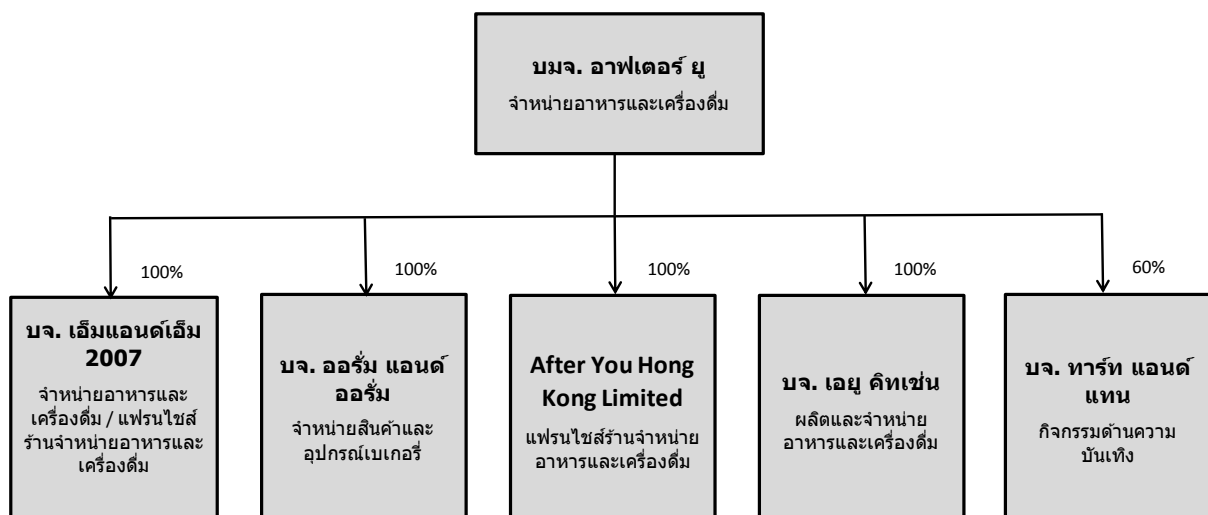 บมจ. อาฟเตอร์ ยู
จำหน่ายอาหารและเครื่องดื่ม
100%
100%
100%
100%
60%
บจ. เอ็มแอนด์เอ็ม
2007
จำหน่ายอาหารและ
เครื่องดื่ม / แฟรนไชส์
ร้านจำหน่ายอาหารและ
เครื่องดื่ม
บจ. ออรั่ม แอนด์
ออรั่ม
จำหน่ายสินค้าและ
อุปกรณ์เบเกอรี่
After You Hong
Kong Limited
แฟรนไชส์ร้านจำหน่าย
อาหารและเครื่องดื่ม
บจ. เอยู คิทเช่น
ผลิตและจำหน่าย
อาหารและเครื่องดื่ม
บจ. ทาร์ท แอนด์
แทน
กิจกรรมด้านความ
บันเทิง